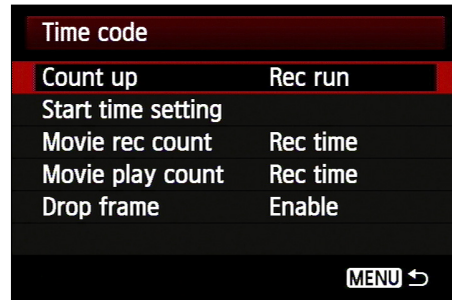 Time code
Count up Rec run
Start time setting
Movie rec count Rec time
Movie play count Rec time
Drop frame Enable
MENU